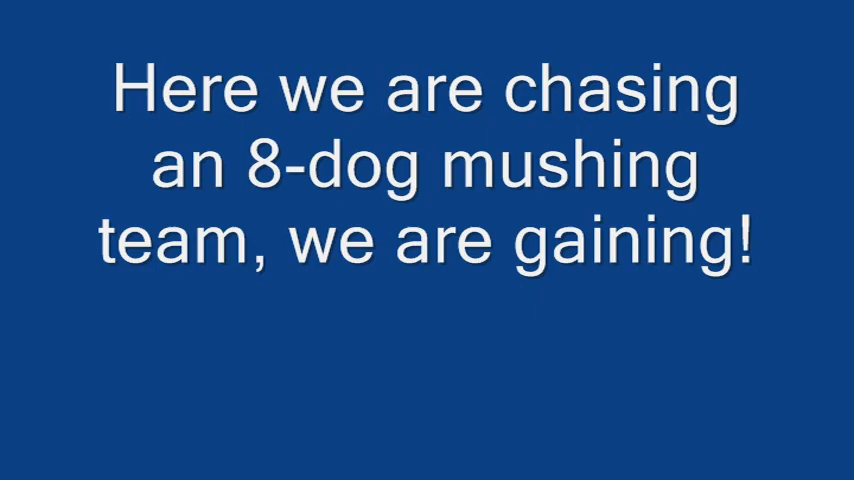 Here we are chasing
an 8-dog mushing
team, we are gaining!